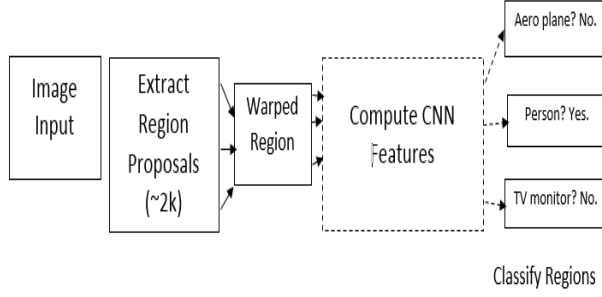 Image
Input
Extract
Region
Proposals
(~2k)
Warped
Region
Compute CNN
Features
Aero plane? No.
Person? Yes.
TV monitor? No.
Classify Regions